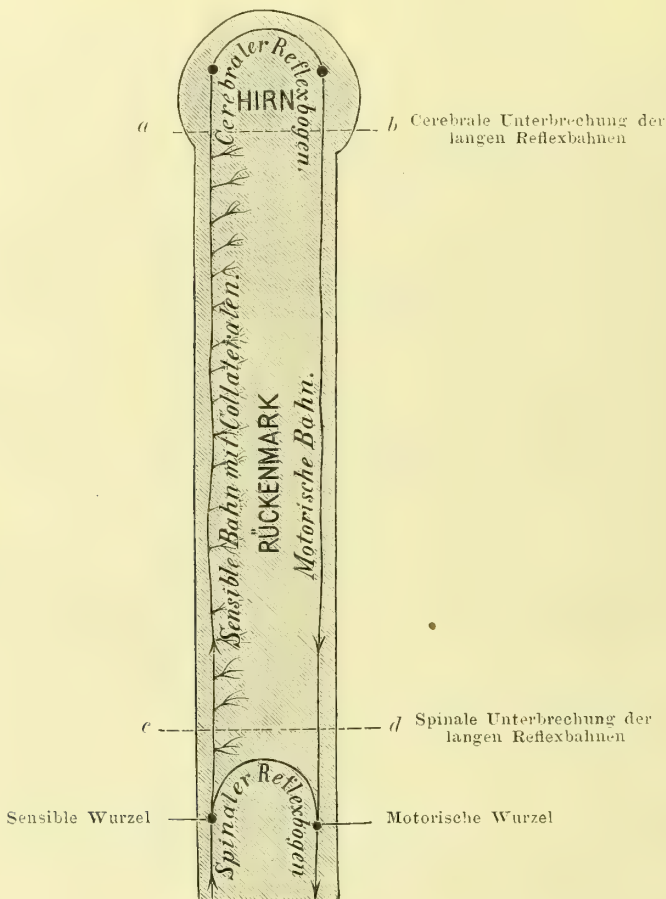 Cerebraler Reflexbogen.
HIRN
a
b Cerebrale Unterbrechung der
langen Reflexbahnen
Sensible Bahn mit Collateralen.
RÜCKENMARK
Motorische Bahn.
c
d Spinale Unterbrechung der
langen Reflexbahnen
Spinaler Reflexbogen
Sensible Wurzel
Motorische Wurzel